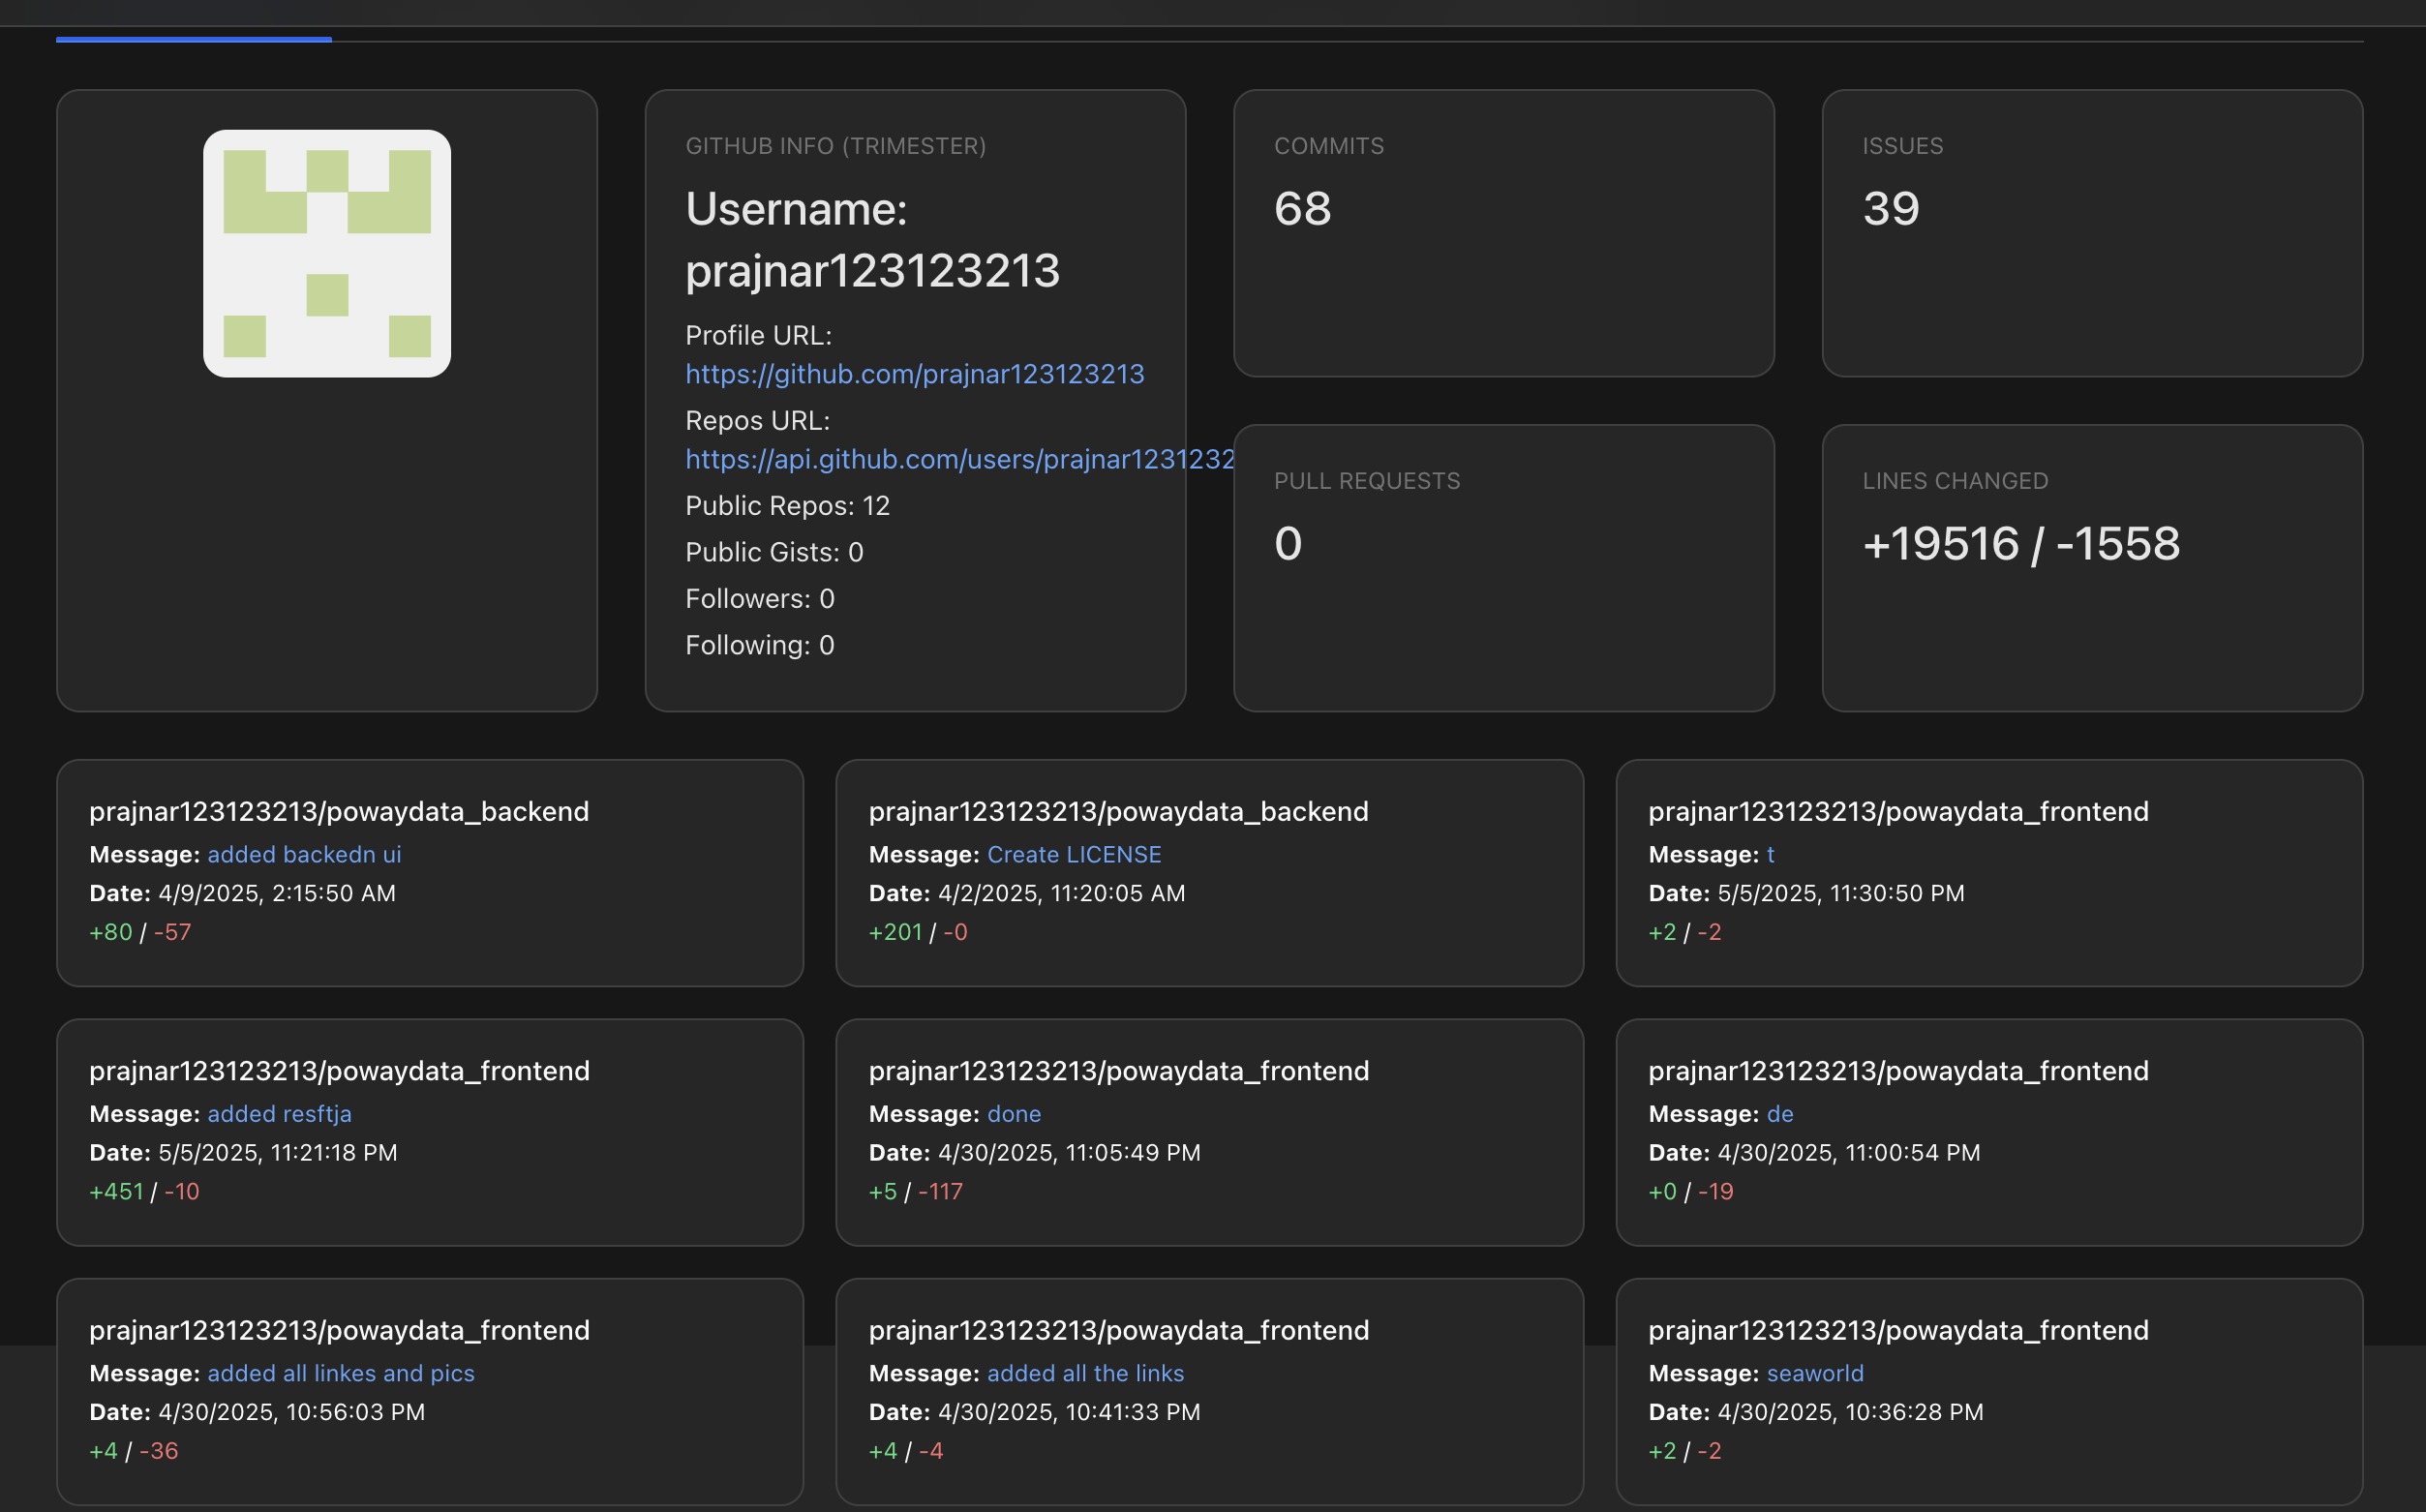 GITHUB INFO (TRIMESTER)
Username:
prajnar123123213
Profile URL:
https://github.com/prajnar123123213
Repos URL:
https://api.github.com/users/prajnar1231232
Public Repos: 12
Public Gists: 0
Followers: 0
Following: 0
COMMITS
68
ISSUES
39
PULL REQUESTS
0
LINES CHANGED
+19516 / -1558
prajnar123123213/powaydata_backend
Message: added backedn ui
Date: 4/9/2025, 2:15:50 AM
+80 / -57
prajnar123123213/powaydata_backend
Message: Create LICENSE
Date: 4/2/2025, 11:20:05 AM
+201 / -0
prajnar123123213/powaydata_frontend
Message: t
Date: 5/5/2025, 11:30:50 PM
+2 / -2
prajnar123123213/powaydata_frontend
Message: added resftja
Date: 5/5/2025, 11:21:18 PM
+451 / -10
prajnar123123213/powaydata_frontend
Message: done
Date: 4/30/2025, 11:05:49 PM
+5 / -117
prajnar123123213/powaydata_frontend
Message: de
Date: 4/30/2025, 11:00:54 PM
+0 / -19
prajnar123123213/powaydata_frontend
Message: added all linkes and pics
Date: 4/30/2025, 10:56:03 PM
+4 / -36
prajnar123123213/powaydata_frontend
Message: added all the links
Date: 4/30/2025, 10:41:33 PM
+4 / -4
prajnar123123213/powaydata_frontend
Message: seaworld
Date: 4/30/2025, 10:36:28 PM
+2 / -2